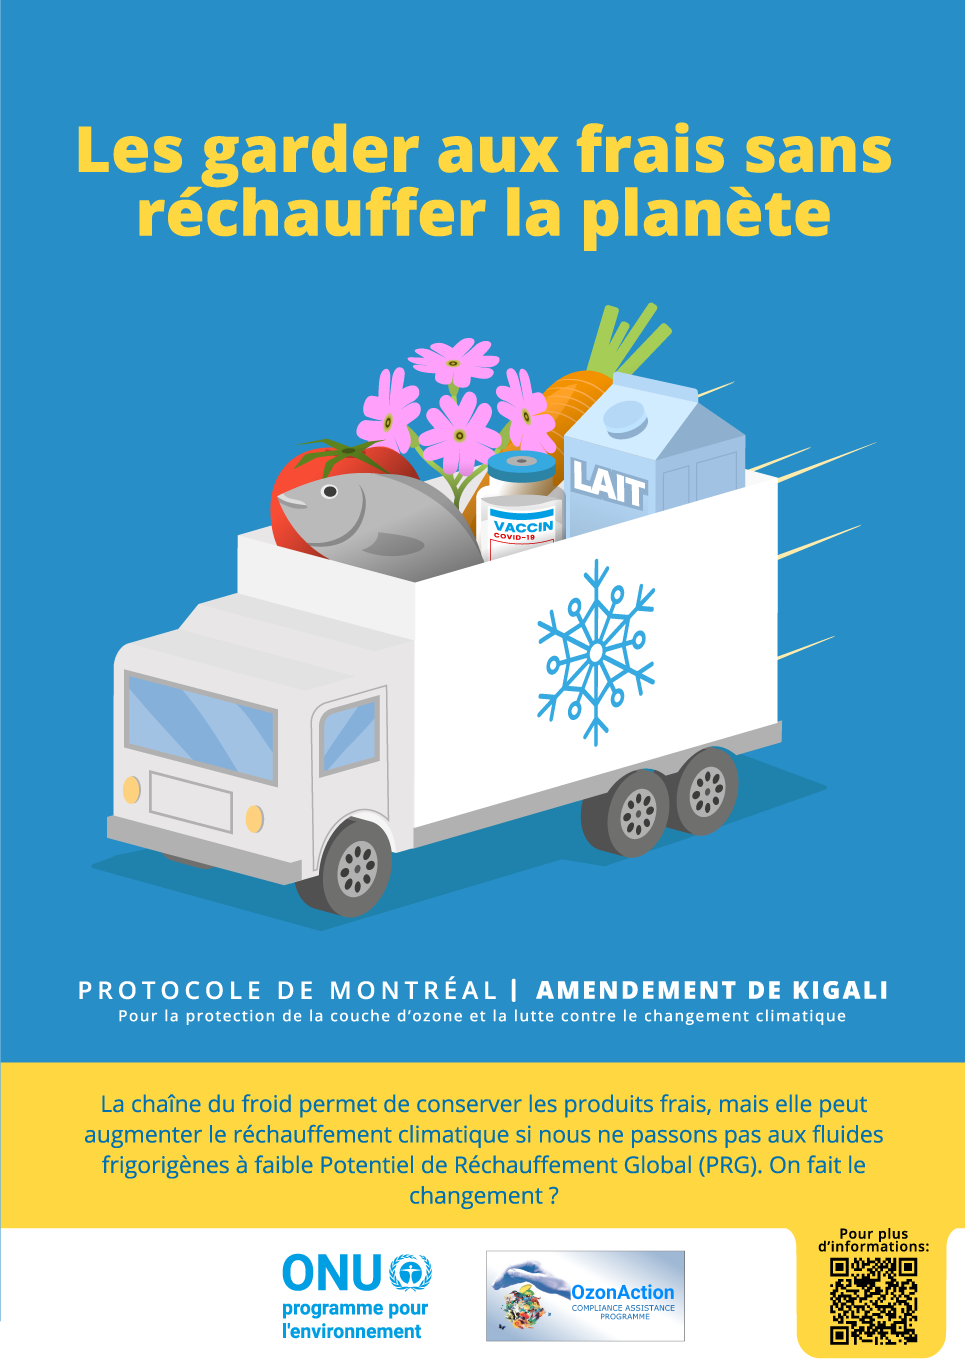 Les garder aux frais sans
réchauffer la planète
LAIT
VACCIN
COVID-19
PROTOCOLE DE MONTRÉAL | AMENDEMENT DE KIGALI
Pour la protection de la couche d'ozone et la lutte contre le changement climatique
La chaîne du froid permet de conserver les produits frais, mais elle peut
augmenter le réchauffement climatique si nous ne passons pas aux fluides
frigorigènes à faible Potentiel de Réchauffement Global (PRG). On fait le
changement ?
Pour plus
d'informations:
ONU
programme pour
l'environnement
OzonAction
COMPLIANCE ASSISTANCE
PROGRAMME